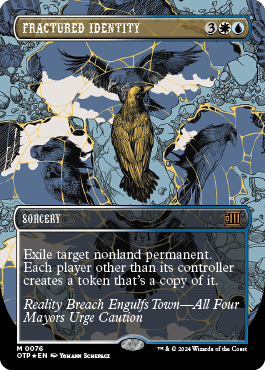 FRACTURED IDENTITY 3
SORCERY
Exile target nonland permanent.
Each player other than its controller
creates a token that's a copy of it.
Reality Breach Engulfs Town—All Four
Mayors Urge Caution
M 0076
OTP ★ EN YOHANN SCHEPACZ
™ & © 2024 Wizards of the Coast